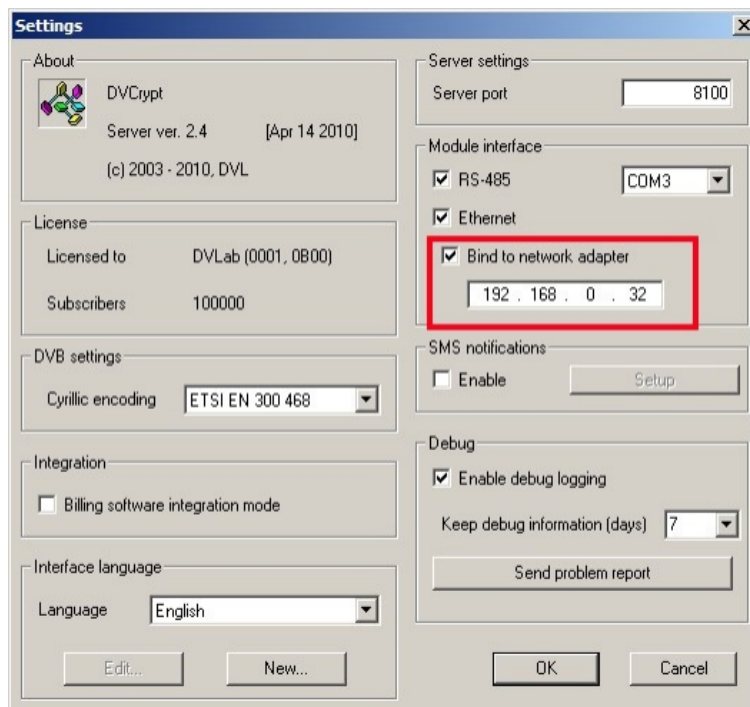 Settings
About
DVCrypt
Server ver. 2.4 [Apr 14 2010]
(c) 2003 - 2010, DVL
License
Licensed to DVLab (0001, 0B00)
Subscribers 100000
DVB settings
Cyrillic encoding ETSI EN 300 468
Integration
Billing software integration mode
Interface language
Language English
Edit... New...
Server settings
Server port 8100
Module interface
RS-485 COM3
Ethernet
Bind to network adapter
192 . 168 . 0 . 32
SMS notifications
Enable Setup
Debug
Enable debug logging
Keep debug information (days) 7
Send problem report
OK Cancel